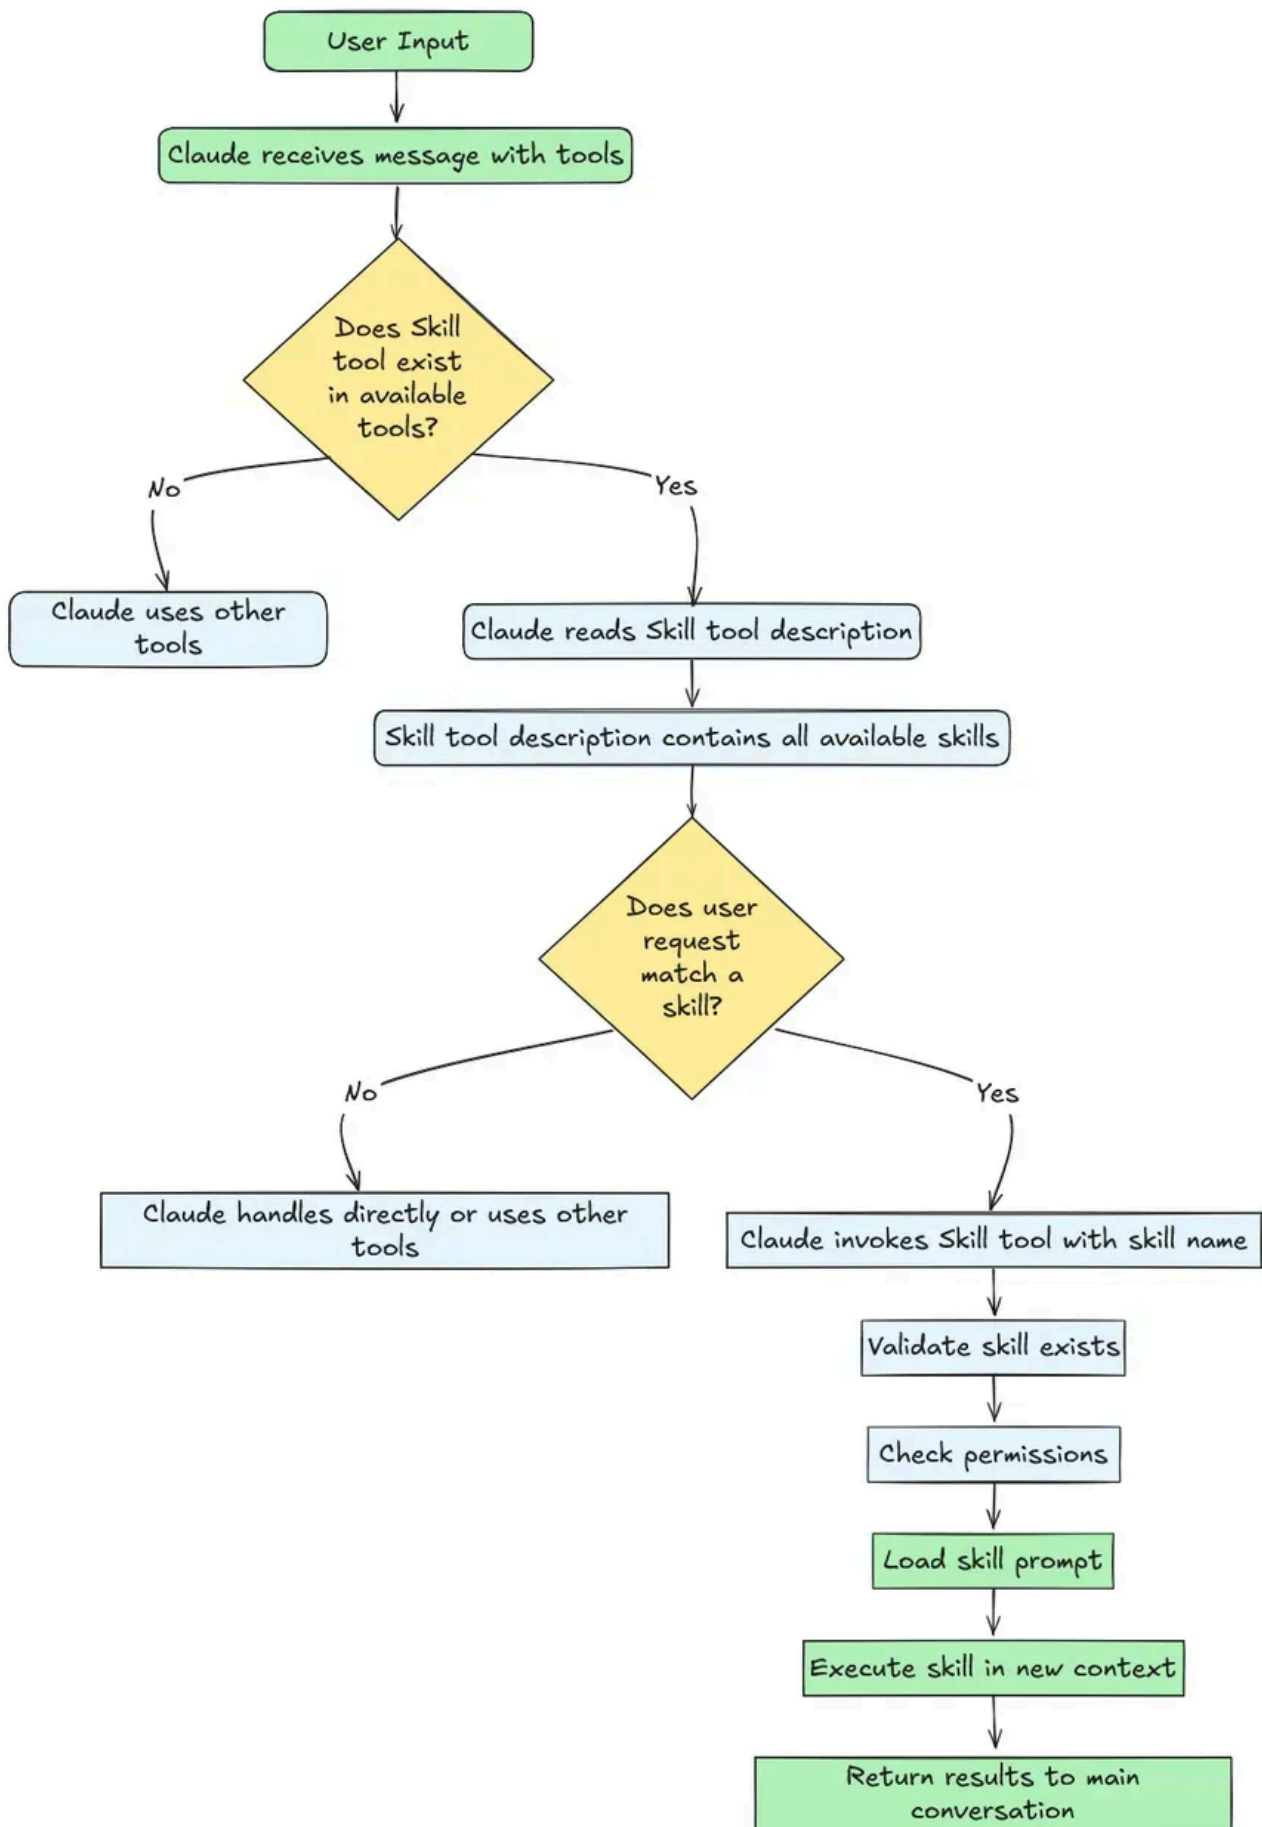 User Input
Claude receives message with tools
Does Skill
tool exist
in available
tools?
No
Yes
Claude uses other
tools
Claude reads Skill tool description
Skill tool description contains all available skills
Does user
request
match a
skill?
No
Yes
Claude handles directly or uses other
tools
Claude invokes Skill tool with skill name
Validate skill exists
Check permissions
Load skill prompt
Execute skill in new context
Return results to main
conversation